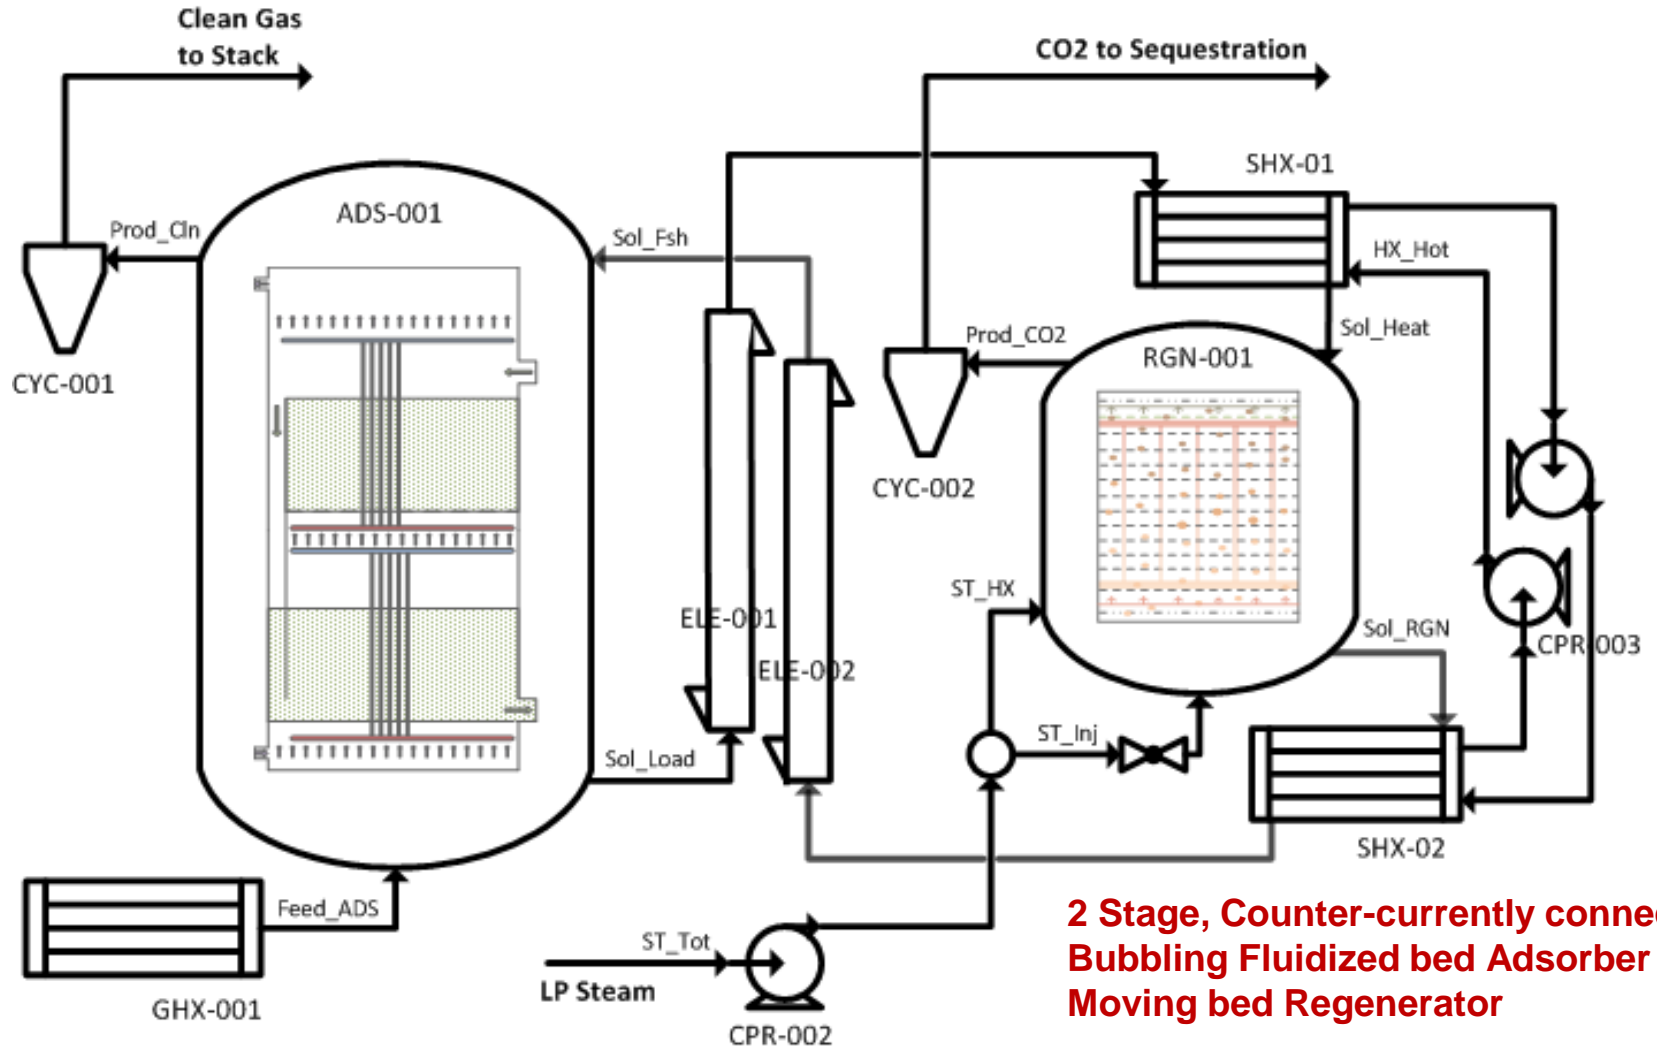 Clean Gas
to Stack
CO2 to Sequestration
SHX-01
ADS-001
Prod_Cln
Sol_Fsh
HX_Hot
Sol_Heat
Prod_CO2
RGN-001
CYC-001
CYC-002
ST_HX
ELE-001
Sol_RGN
CPR-003
ELE-002
ST_Inj
Sol_Load
SHX-02
Feed_ADS
ST_Tot
LP Steam
GHX-001
CPR-002
2 Stage, Counter-currently
Bubbling Fluidized bed Adsorber
Moving bed Regenerator